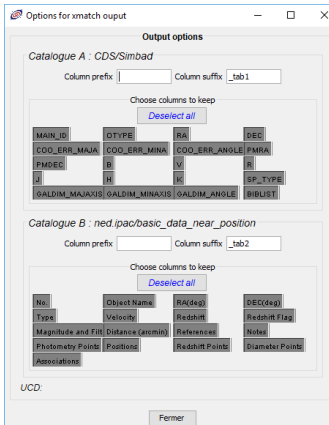 Options for xmatch ouput
Output options
Catalogue A : CDS/Simbad
Column prefix Column suffix _tab1
Choose columns to keep
Deselect all
MAIN_ID OTYPE RA DEC
COO_ERR_MAJA COO_ERR_MINA COO_ERR_ANGLE PMRA
PMDEC B V R
J H K SP_TYPE
GALDIM_MAJAXIS GALDIM_MINAXIS GALDIM_ANGLE BIBLIST
Catalogue B : ned.ipac/basic_data_near_position
Column prefix Column suffix _tab2
Choose columns to keep
Deselect all
No. Object Name RA(deg) DEC(deg)
Type Velocity Redshift Redshift Flag
Magnitude and Filt Distance (arcmin) References Notes
Photometry Points Positions Redshift Points Diameter Points
Associations
UCD:
Fermer